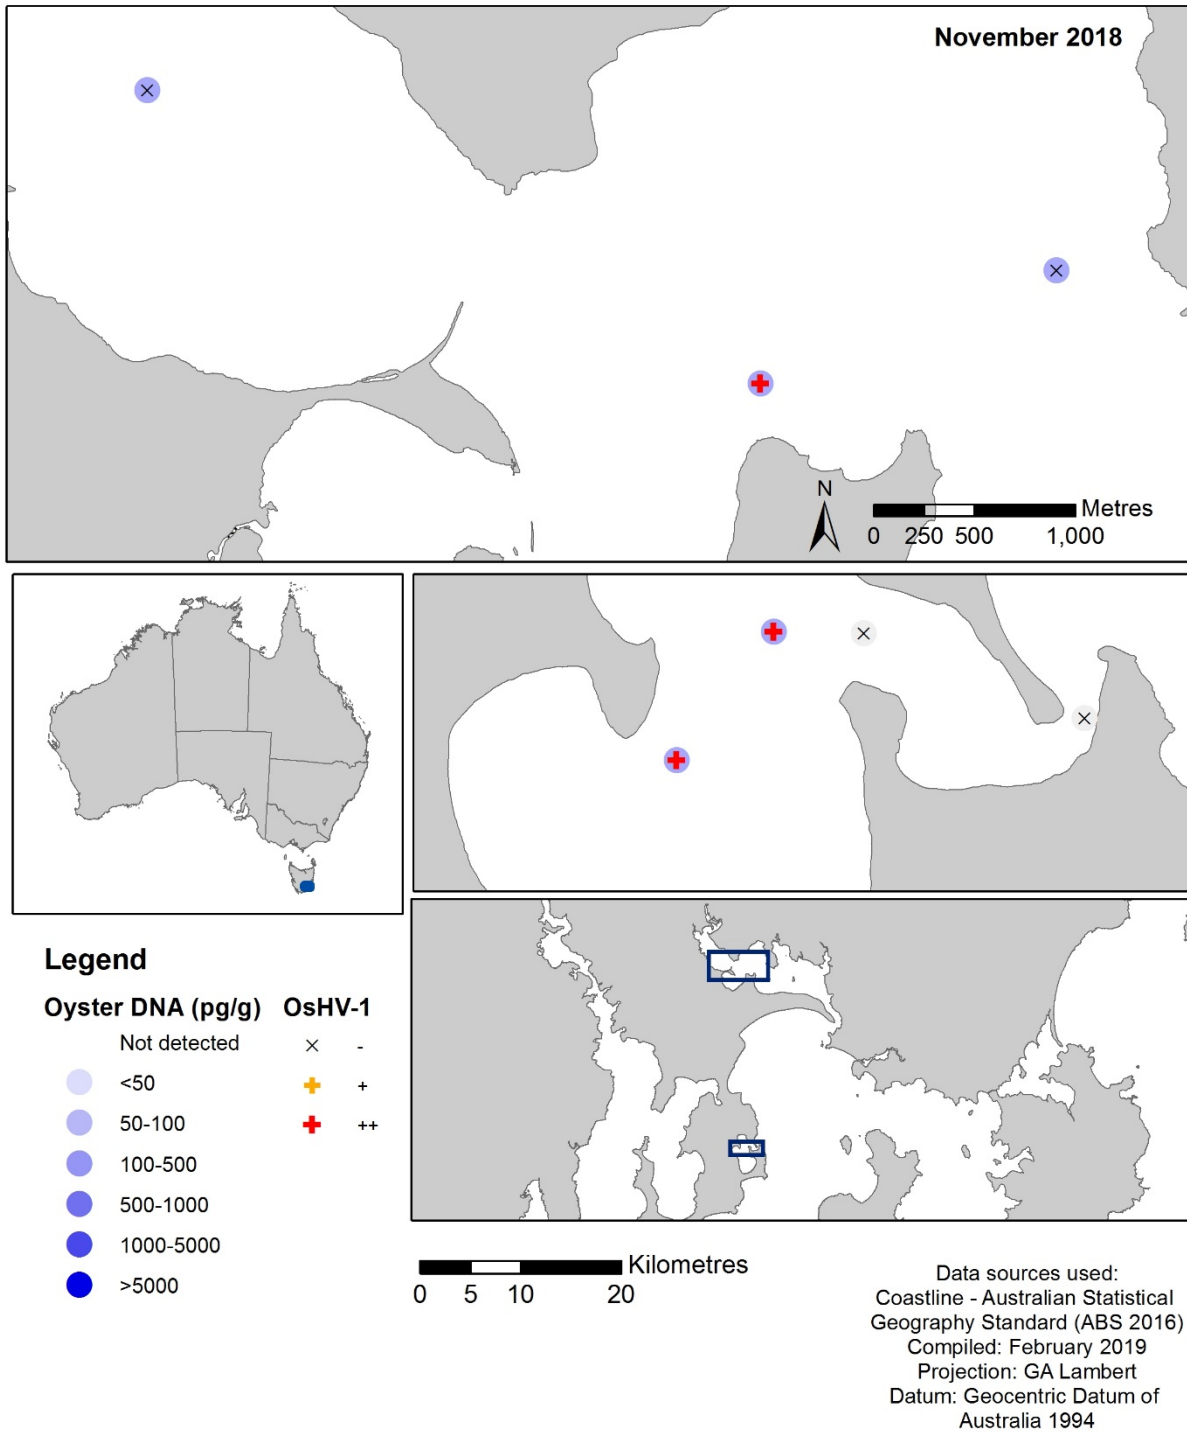 November 2018
N
Metres
0 250 500 1,000
Legend
Oyster DNA (pg/g) OsHV-1
Not detected × -
<50 +
50-100 ++
100-500
500-1000
1000-5000
>5000
Kilometres
0 5 10 20
Data sources used:
Coastline - Australian Statistical
Geography Standard (ABS 2016)
Compiled: February 2019
Projection: GA Lambert
Datum: Geocentric Datum of
Australia 1994